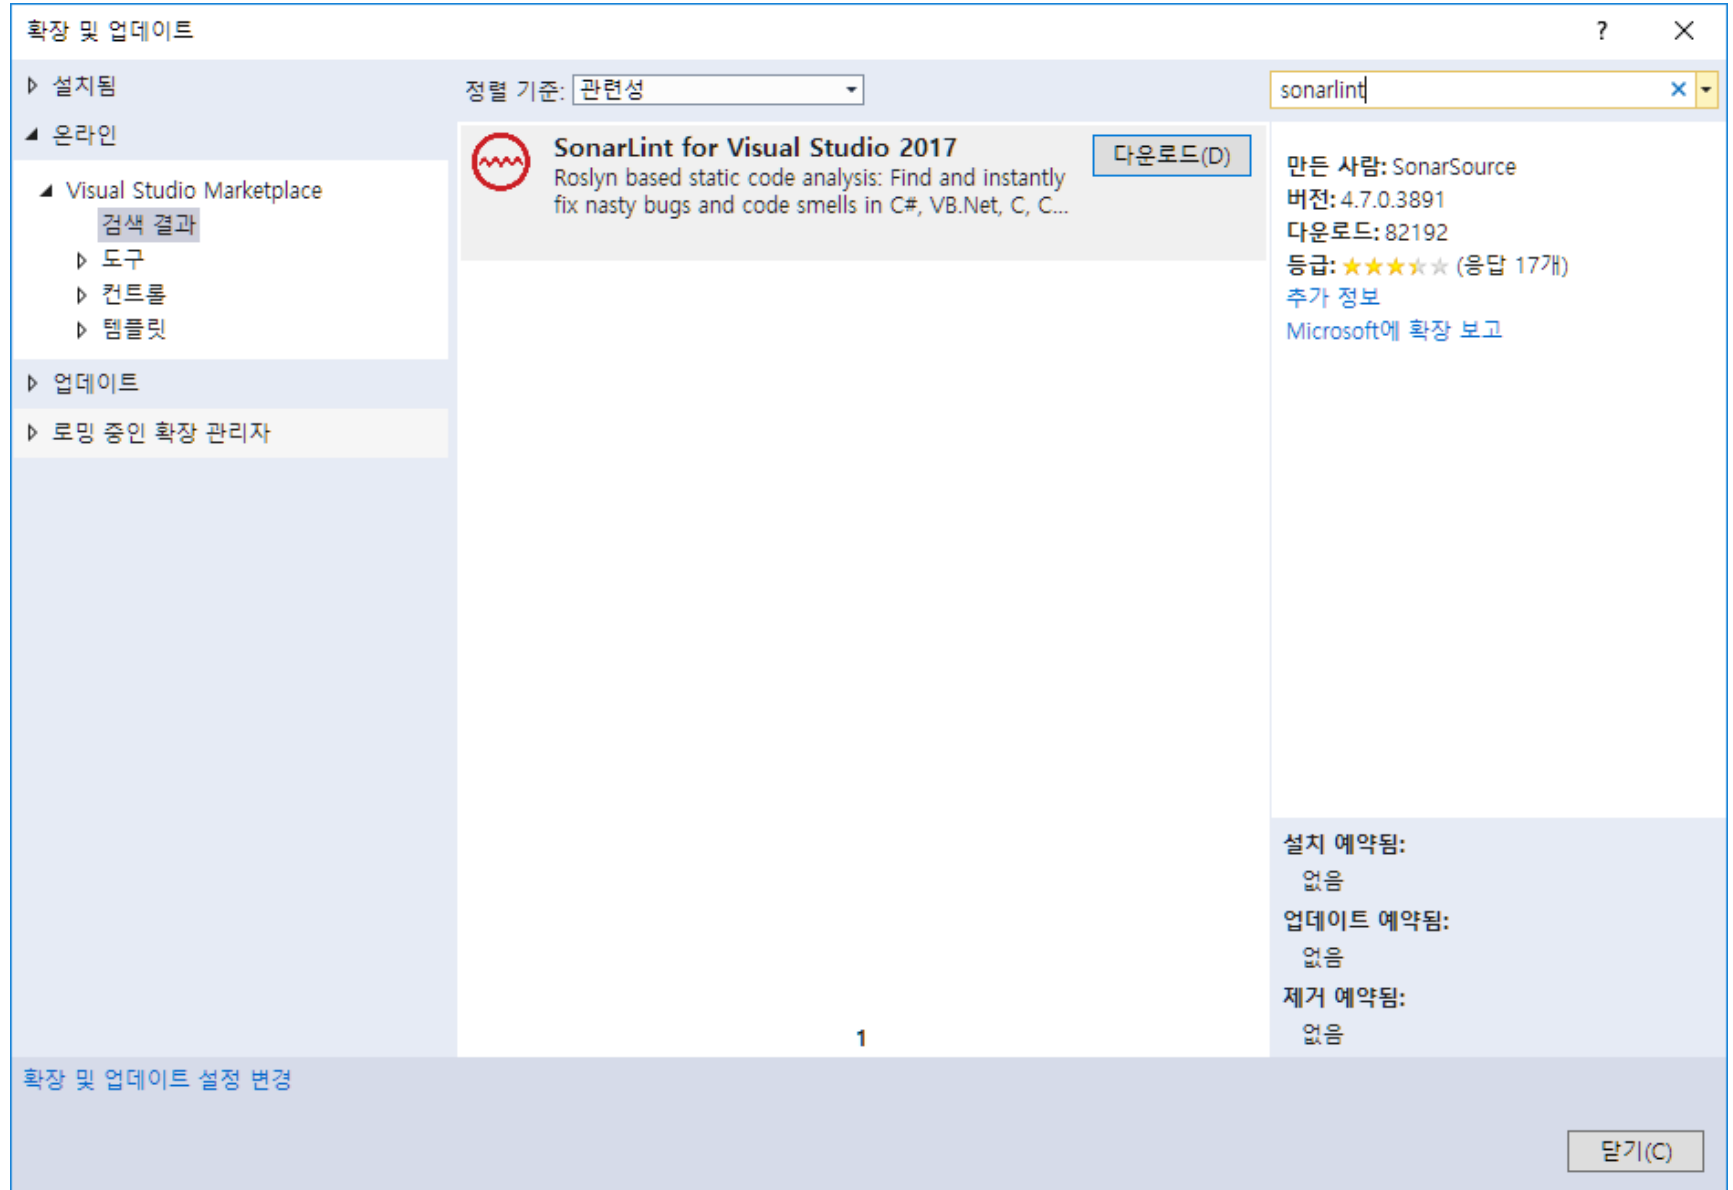 확장 및 업데이트
?
설치됨
온라인
Visual Studio Marketplace
검색 결과
도구
컨트롤
템플릿
업데이트
로밍 중인 확장 관리자
정렬 기준: 관련성
SonarLint for Visual Studio 2017
Roslyn based static code analysis: Find and instantly
fix nasty bugs and code smells in C#, VB.Net, C, C...
다운로드(D)
1
sonarlint
만든 사람: SonarSource
버전: 4.7.0.3891
다운로드: 82192
등급: ★★★★★ (응답 17개)
추가 정보
Microsoft에 확장 보고
설치 예약됨:
없음
업데이트 예약됨:
없음
제거 예약됨:
없음
확장 및 업데이트 설정 변경
닫기(C)